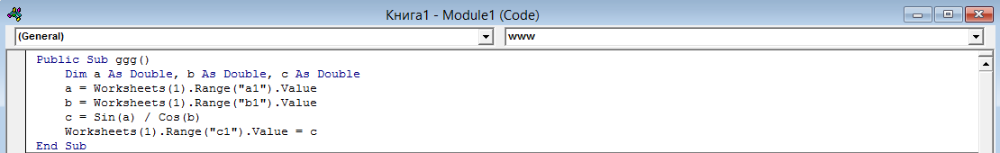 Книга1 - Module1 (Code)
(General) www
Public Sub ggg()
    Dim a As Double, b As Double, c As Double
    a = Worksheets(1).Range("a1").Value
    b = Worksheets(1).Range("b1").Value
    c = Sin(a) / Cos(b)
    Worksheets(1).Range("c1").Value = c
End Sub